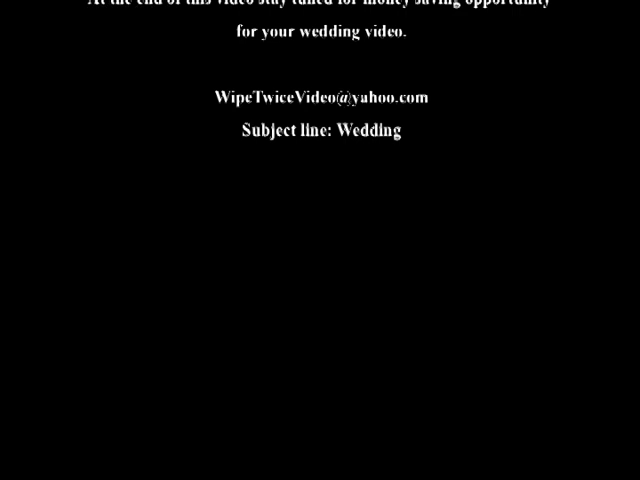 At the end of this video stay tuned for money saving opportunity
for your wedding video.
WipeTwiceVideo@yahoo.com
Subject line: Wedding